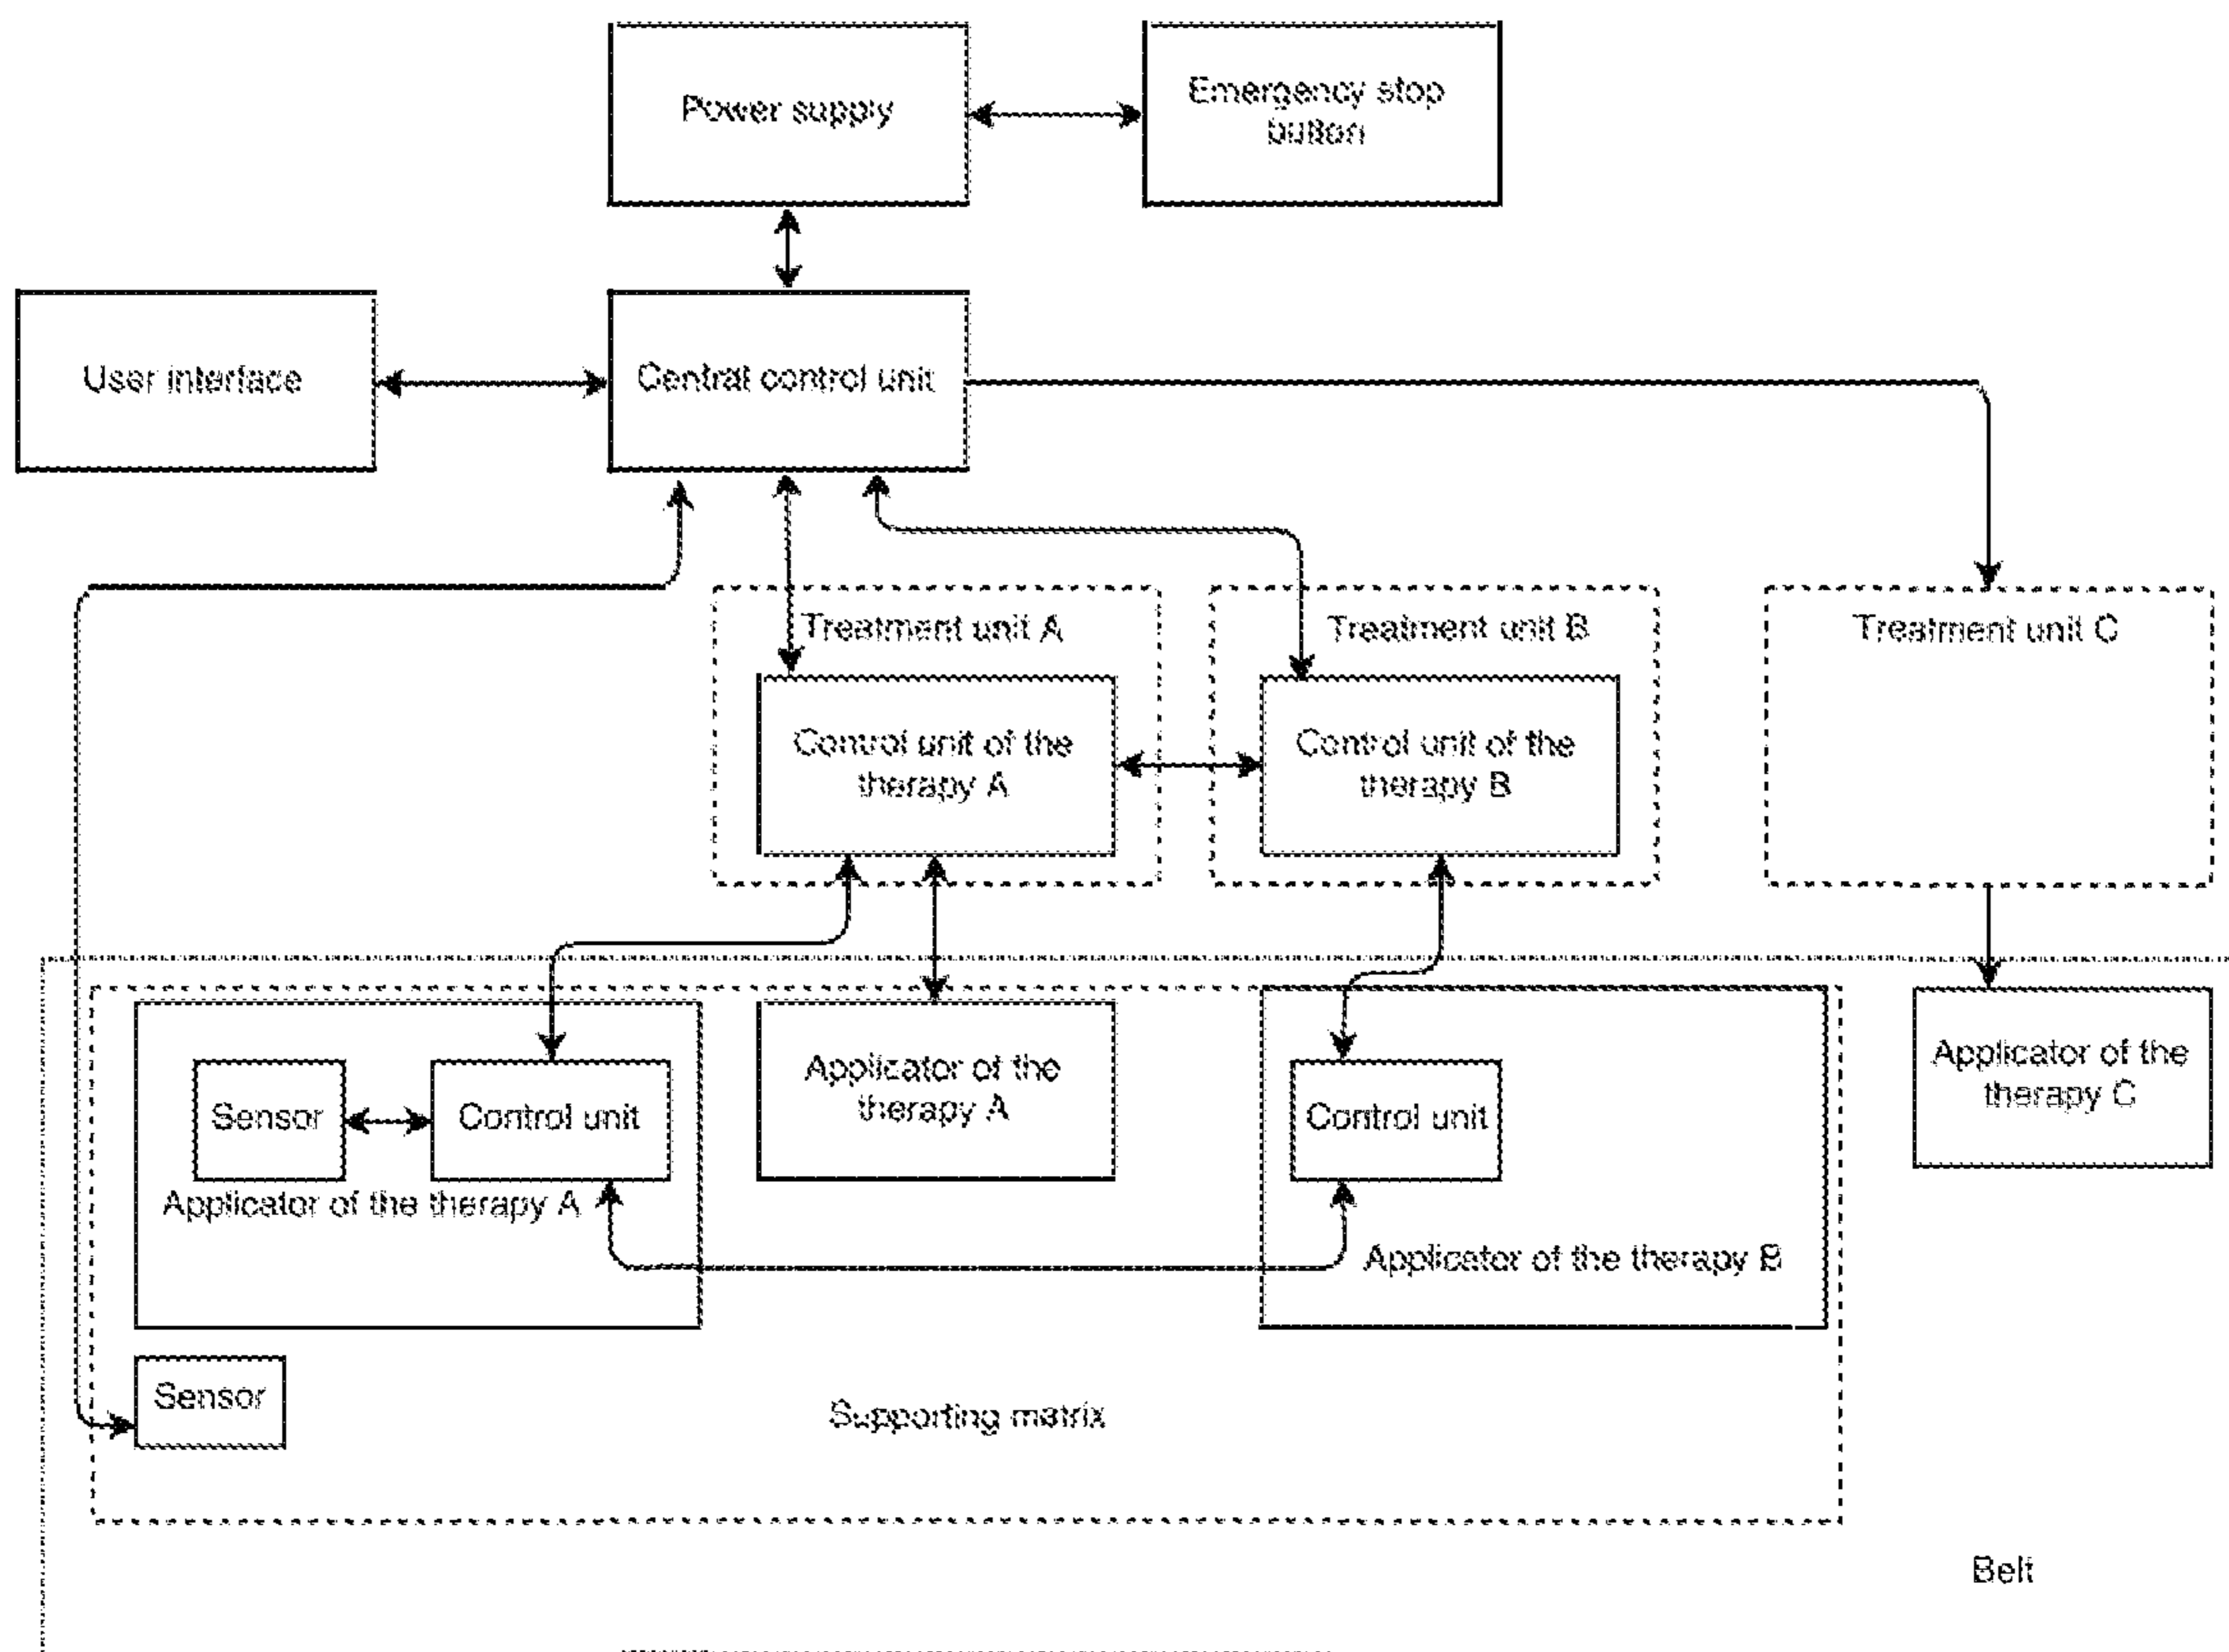 Power supply
Emergency stop
button
User interface
Central control unit
Treatment unit A
Treatment unit B
Treatment unit C
Control unit of the
therapy A
Control unit of the
therapy B
Sensor
Control unit
Applicator of the therapy A
Applicator of the
therapy A
Control unit
Applicator of the therapy B
Applicator of the
therapy C
Sensor
Supporting matrix
Belt